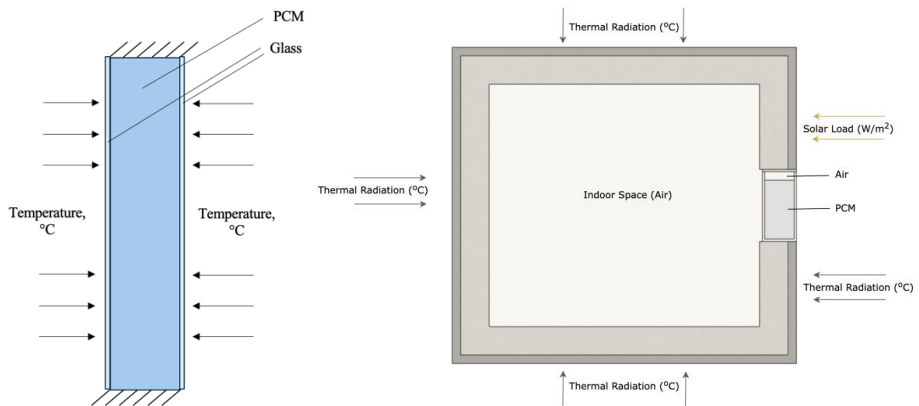 PCM
Glass
Temperature,
°C
Temperature,
°C
Thermal Radiation (°C)
Solar Load (W/m²)
Air
Thermal Radiation (°C)
Indoor Space (Air)
PCM
Thermal Radiation (°C)
Thermal Radiation (°C)